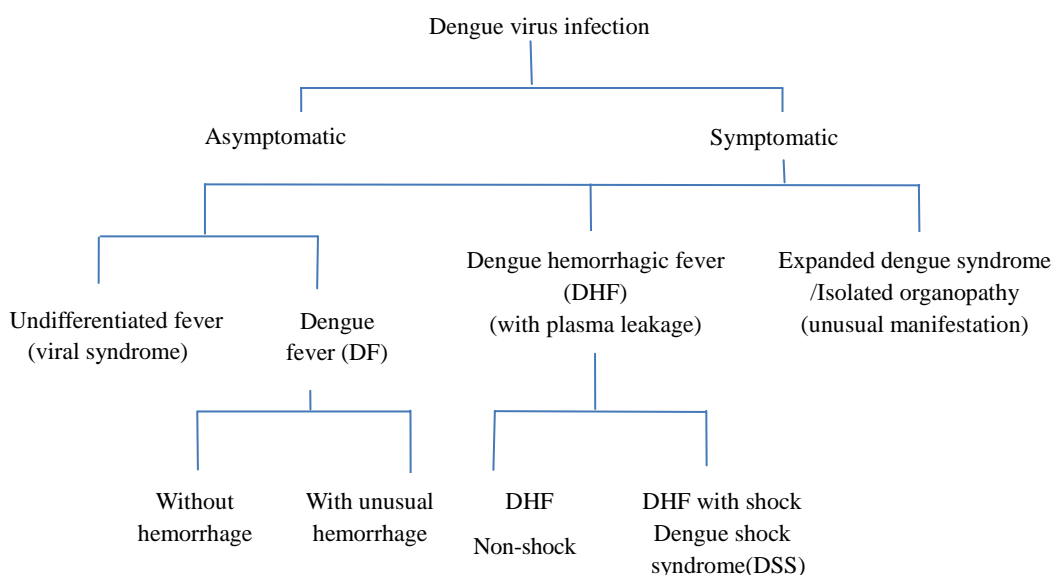 Dengue virus infection
Asymptomatic
Symptomatic
Undifferentiated fever
(viral syndrome)
Dengue
fever (DF)
Dengue hemorrhagic fever
(DHF)
(with plasma leakage)
Expanded dengue syndrome
/Isolated organopathy
(unusual manifestation)
Without
hemorrhage
With unusual
hemorrhage
DHF
Non-shock
DHF with shock
Dengue shock
syndrome(DSS)